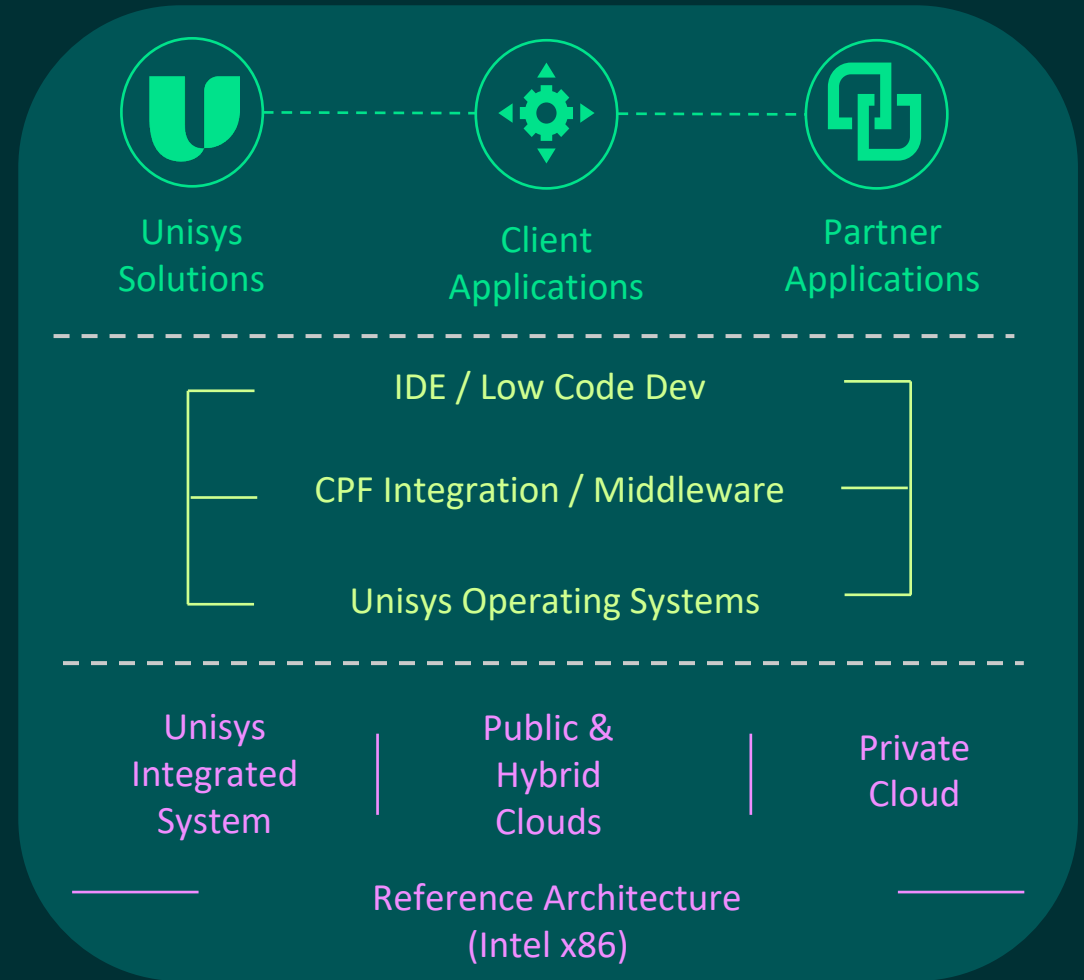 Unisys
Solutions
Client
Applications
Partner
Applications
IDE / Low Code Dev
CPF Integration / Middleware
Unisys Operating Systems
Unisys
Integrated
System
Public &
Hybrid
Clouds
Private
Cloud
Reference Architecture
(Intel x86)